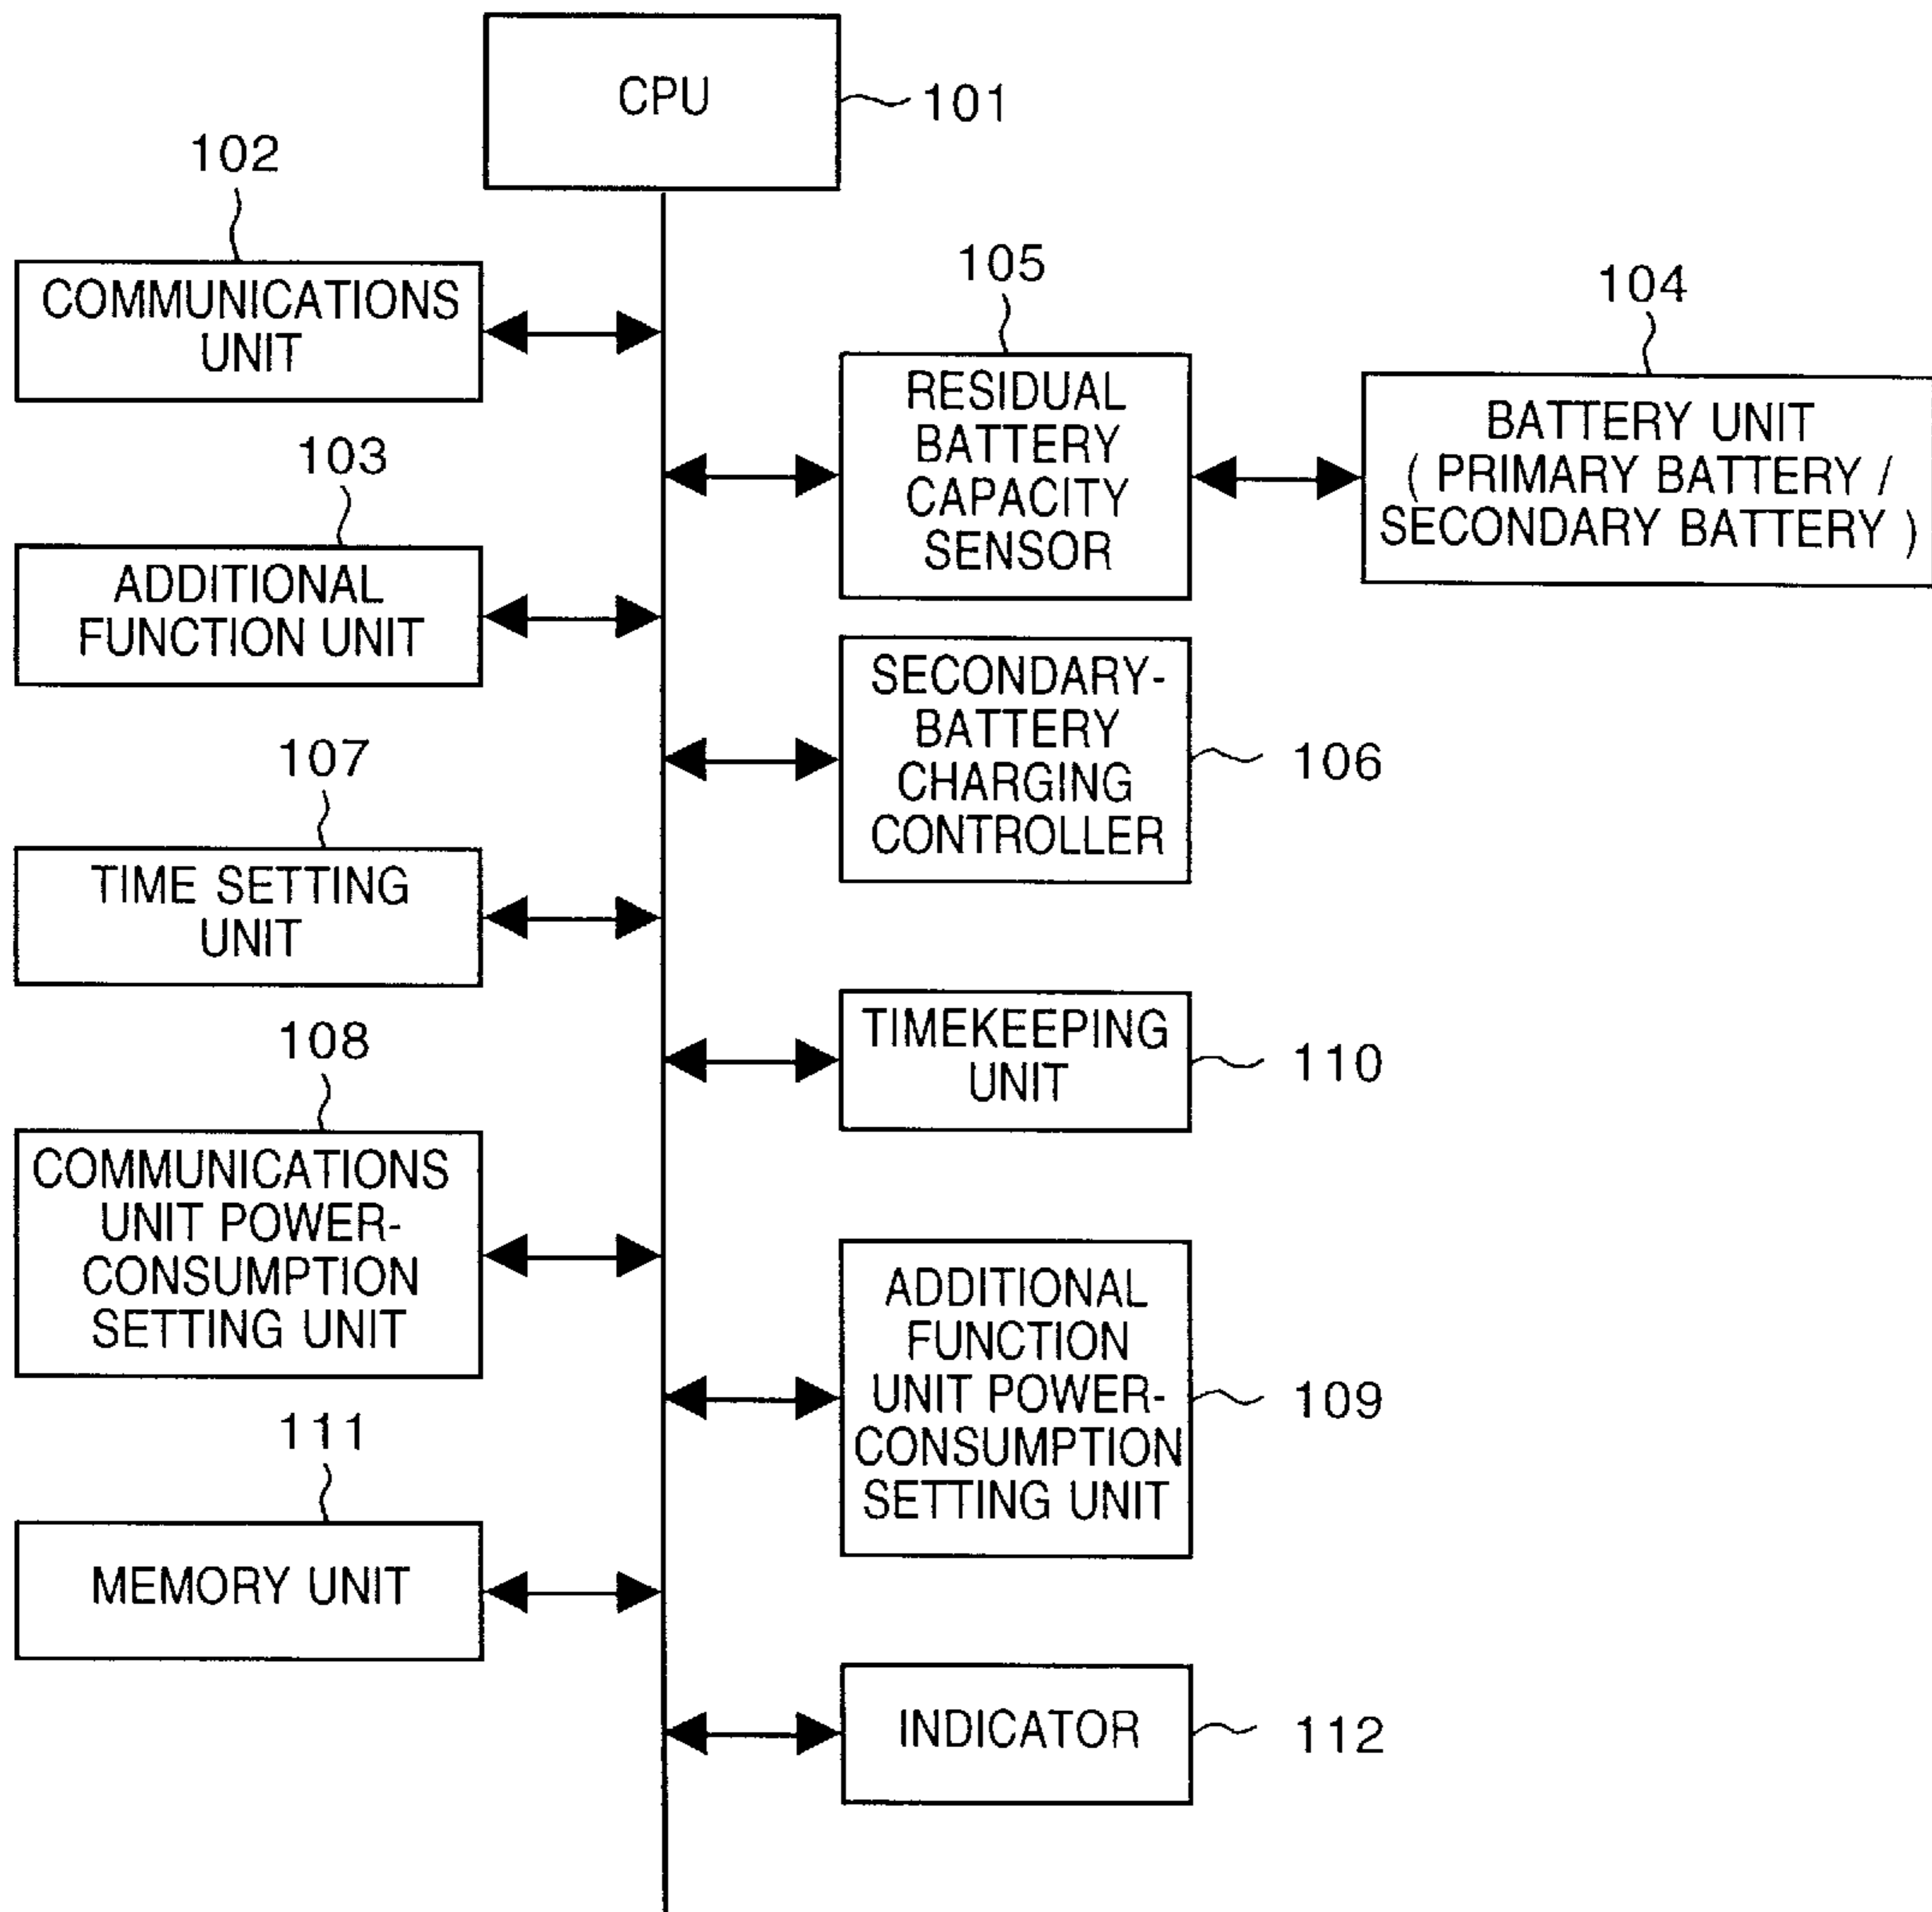 CPU
101
102
COMMUNICATIONS
UNIT
105
RESIDUAL
BATTERY
CAPACITY
SENSOR
104
BATTERY UNIT
( PRIMARY BATTERY /
SECONDARY BATTERY )
103
ADDITIONAL
FUNCTION UNIT
SECONDARY-
BATTERY
CHARGING
CONTROLLER
106
107
TIME SETTING
UNIT
TIMEKEEPING
UNIT
110
108
COMMUNICATIONS
UNIT POWER-
CONSUMPTION
SETTING UNIT
ADDITIONAL
FUNCTION
UNIT POWER-
CONSUMPTION
SETTING UNIT
109
111
MEMORY UNIT
INDICATOR
112